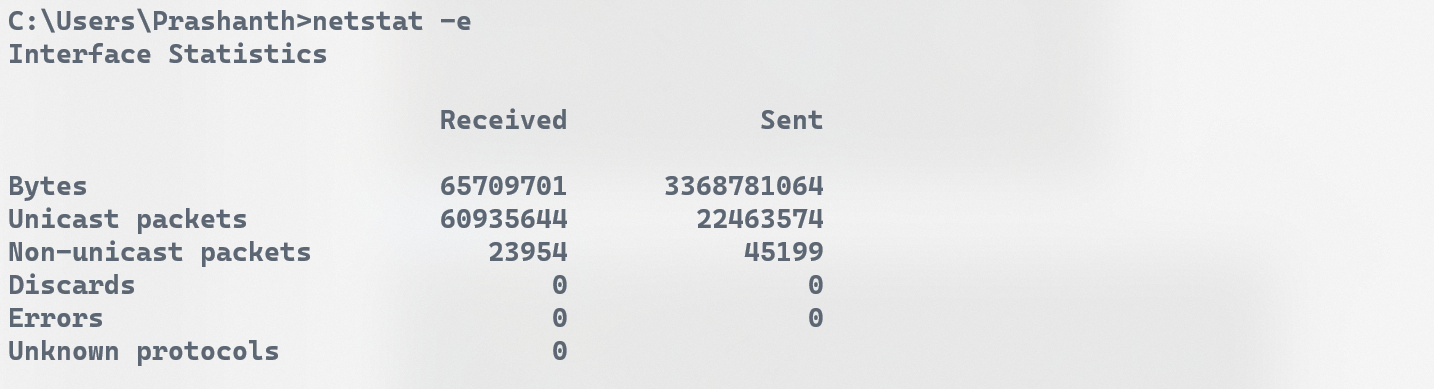 C:\Users\Prashanth>netstat -e
Interface Statistics
Received Sent
Bytes 65709701 3368781064
Unicast packets 60935644 22463574
Non-unicast packets 23954 45199
Discards 0 0
Errors 0 0
Unknown protocols 0